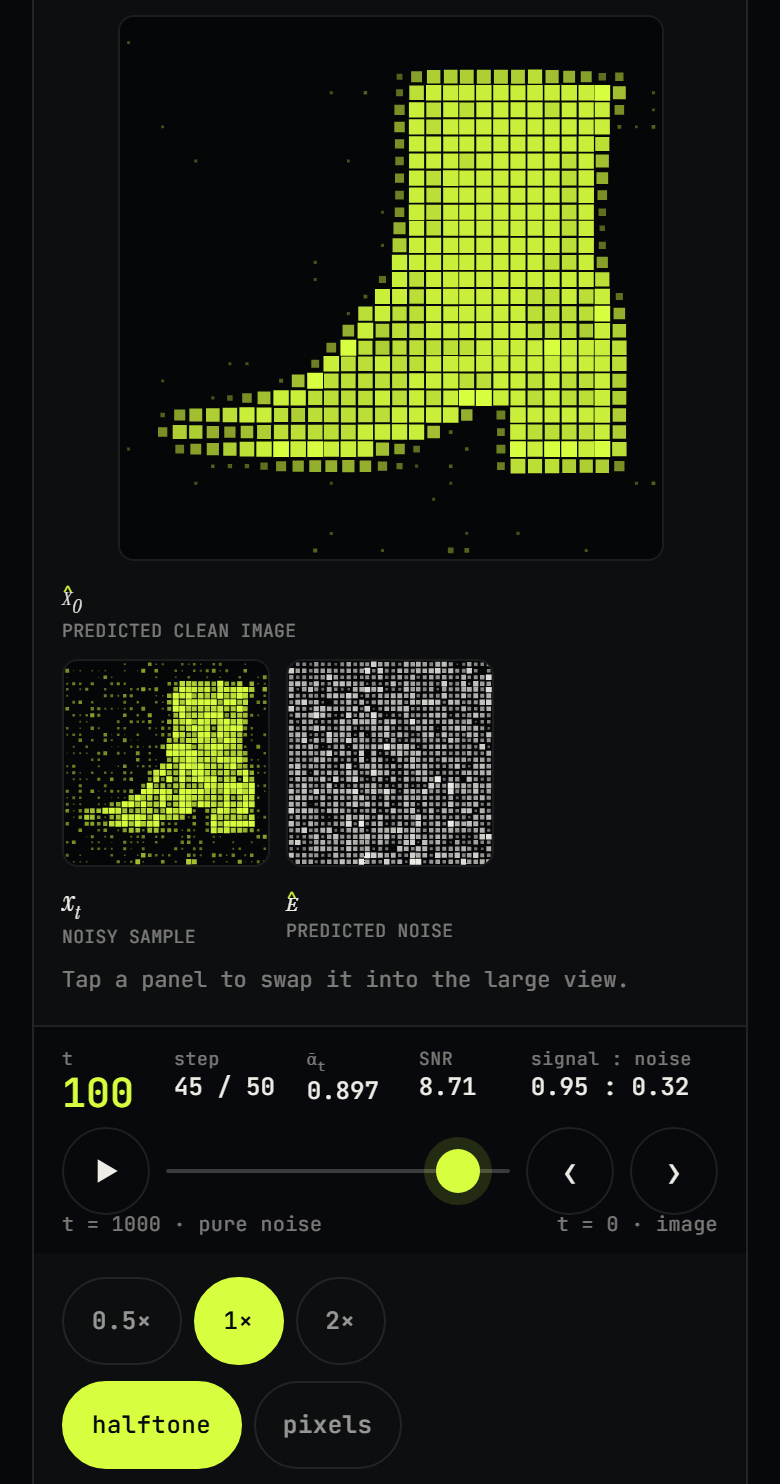 x̂0
PREDICTED CLEAN IMAGE
xt
Ê
NOISY SAMPLE
PREDICTED NOISE
Tap a panel to swap it into the large view.
t step ᾱt SNR signal : noise
100 45 / 50 0.897 8.71 0.95 : 0.32
t = 1000 · pure noise t = 0 · image
0.5× 1× 2×
halftone pixels